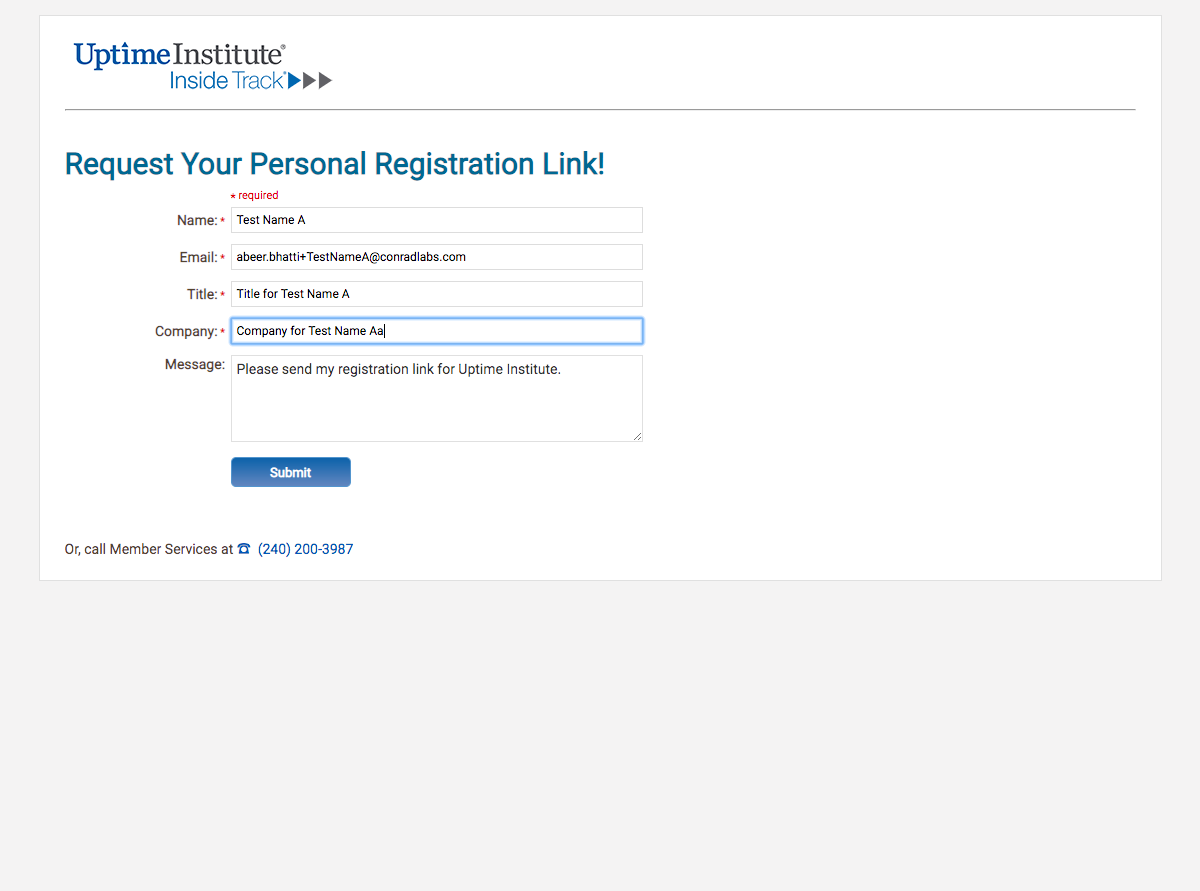 UptimeInstitute®
Inside Track®
Request Your Personal Registration Link!
* required
Name:* Test Name A
Email:* abeer.bhatti+TestNameA@conradlabs.com
Title:* Title for Test Name A
Company:* Company for Test Name Aa
Message: Please send my registration link for Uptime Institute.
Submit
Or, call Member Services at ☎ (240) 200-3987